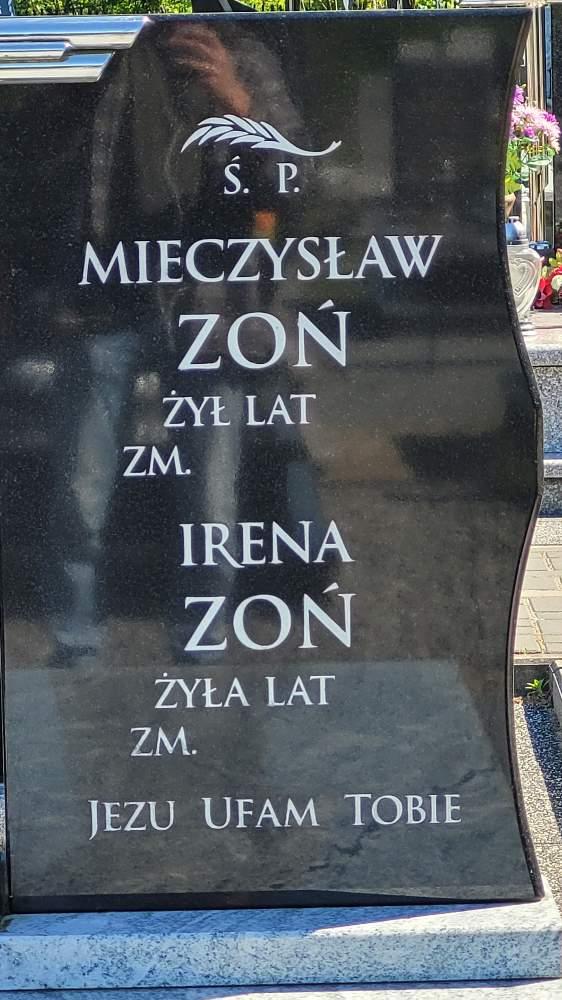 Ś. P.
MIECZYSŁAW
ZOŃ
ŻYŁ LAT
ZM.
IRENA
ZOŃ
ŻYŁA LAT
ZM.
JEZU UFAM TOBIE